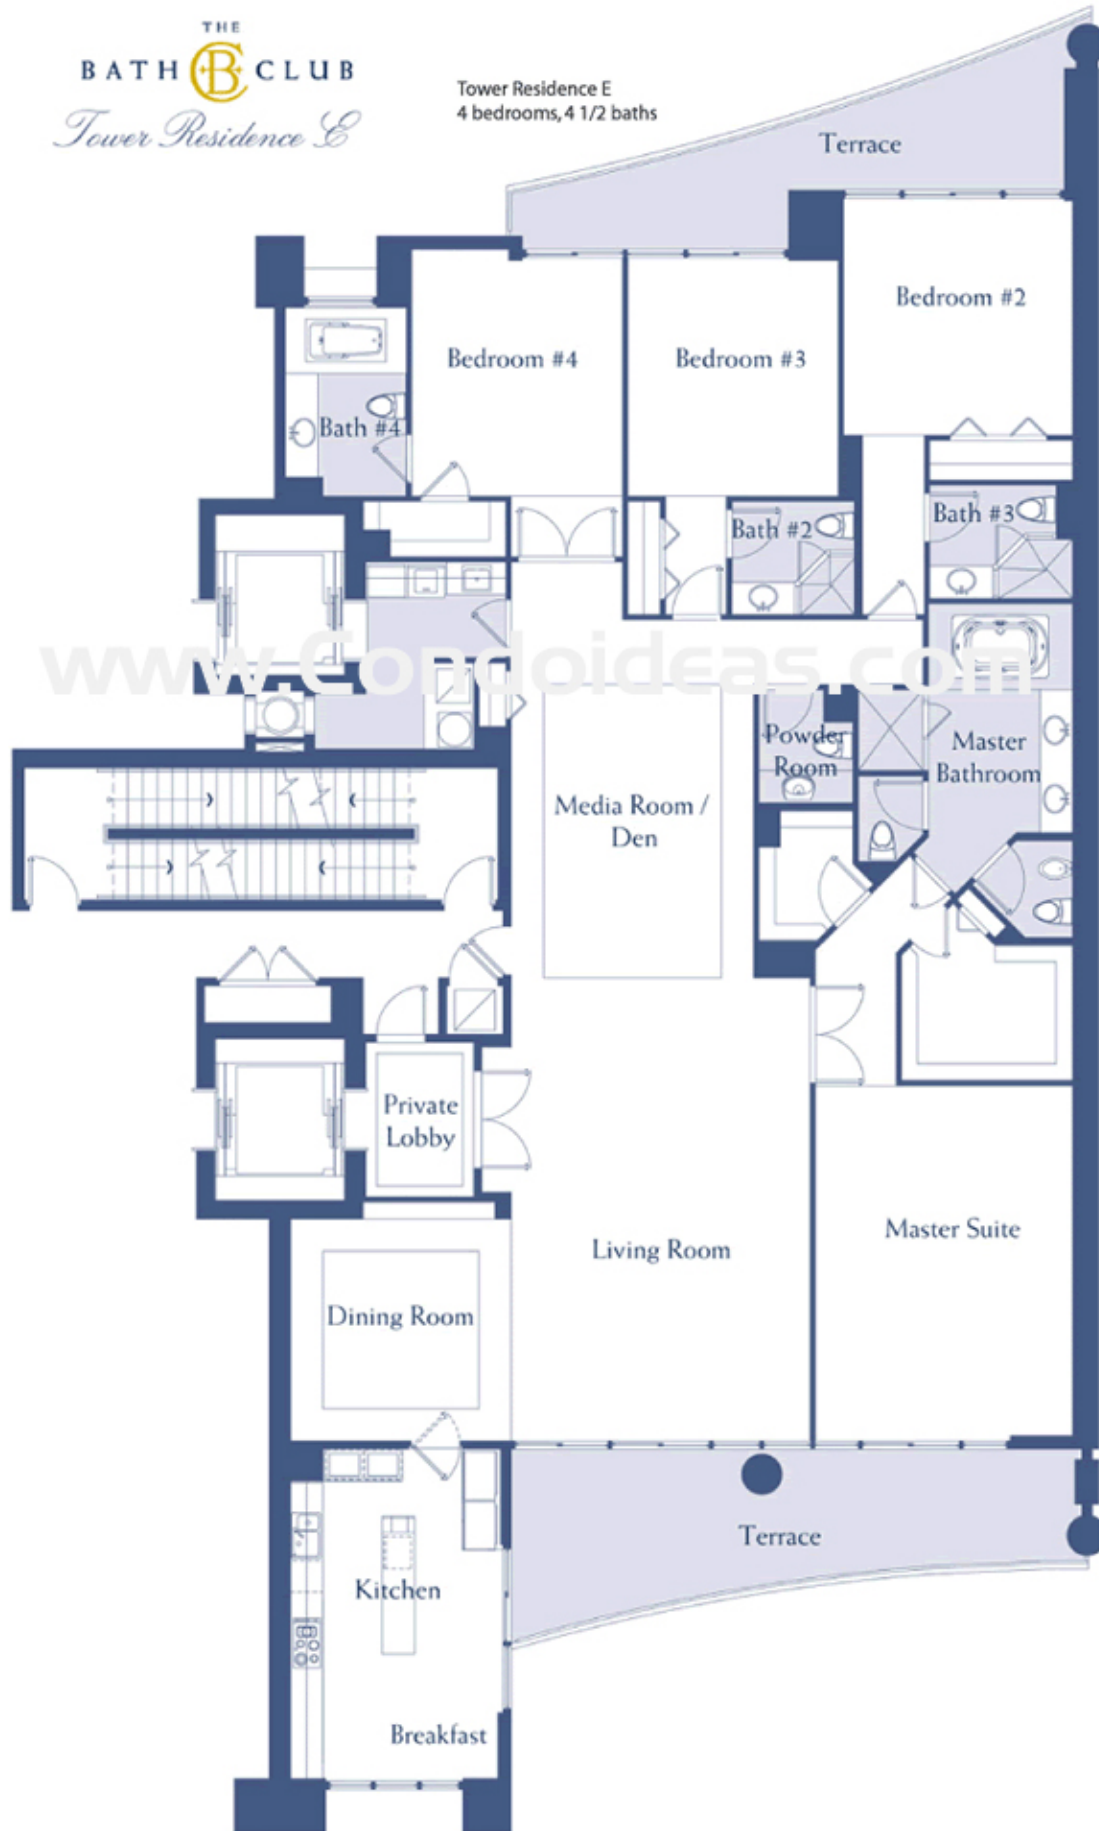 THE
BATH CB CLUB
Tower Residence E
Tower Residence E
4 bedrooms, 4 1/2 baths
Terrace
Bedroom #2
Bedroom #4
Bedroom #3
Bath #4
Bath #2
Bath #3
www.Condoideas.com
Powder
Room
Master
Bathroom
Media Room /
Den
Private
Lobby
Master Suite
Living Room
Dining Room
Terrace
Kitchen
Breakfast